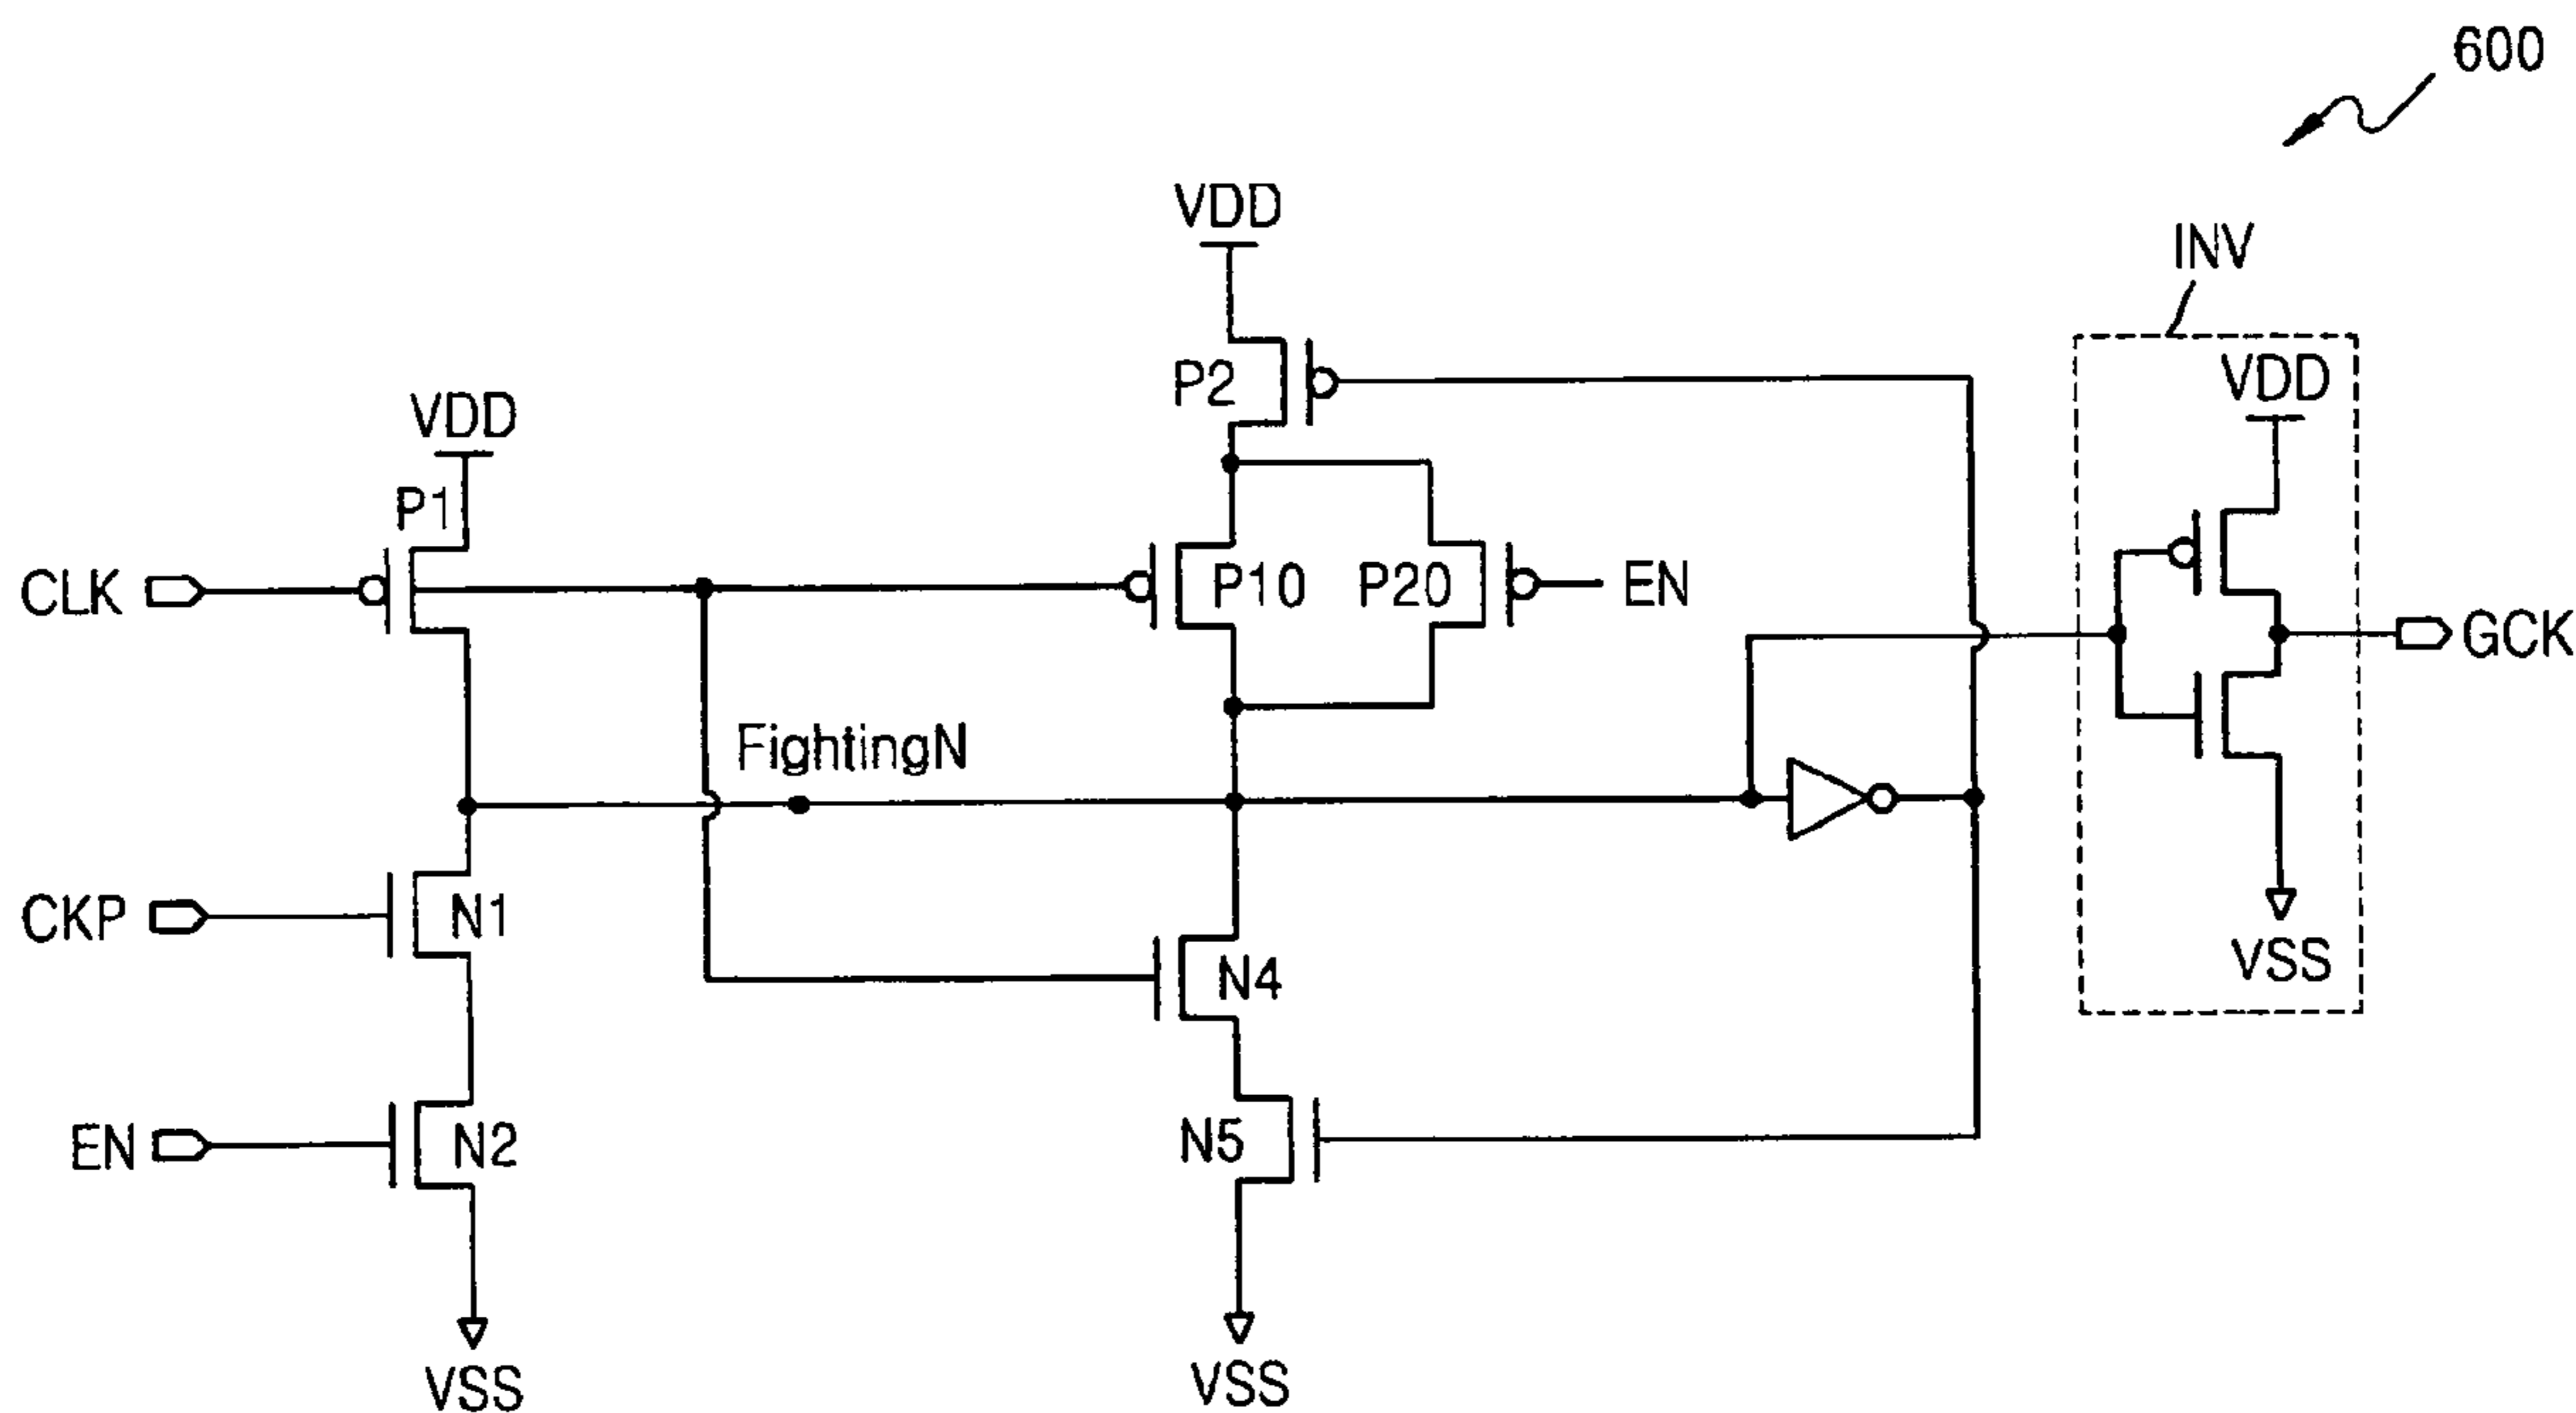 600
VDD
INV
VDD
P2
VDD
P1
CLK
P10
P20
EN
GCK
FightingN
CKP
N1
N4
VSS
EN
N2
N5
VSS
VSS